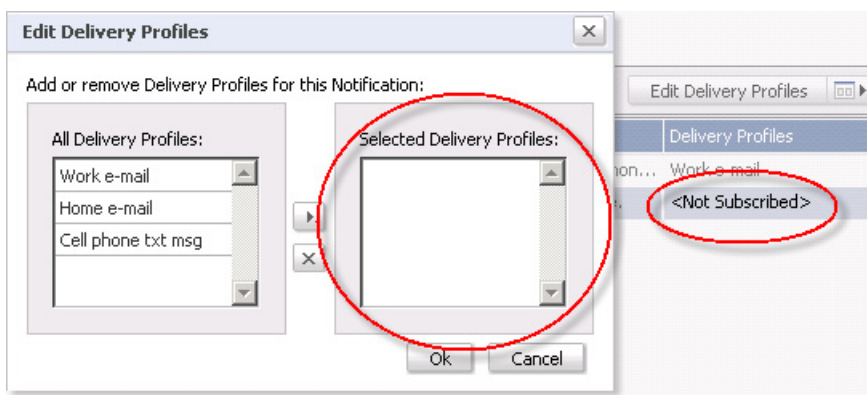 Edit Delivery Profiles
Add or remove Delivery Profiles for this Notification:
All Delivery Profiles:
Work e-mail
Home e-mail
Cell phone txt msg
Selected Delivery Profiles:
Ok
Cancel
Edit Delivery Profiles
Delivery Profiles
Work e-mail
<Not Subscribed>